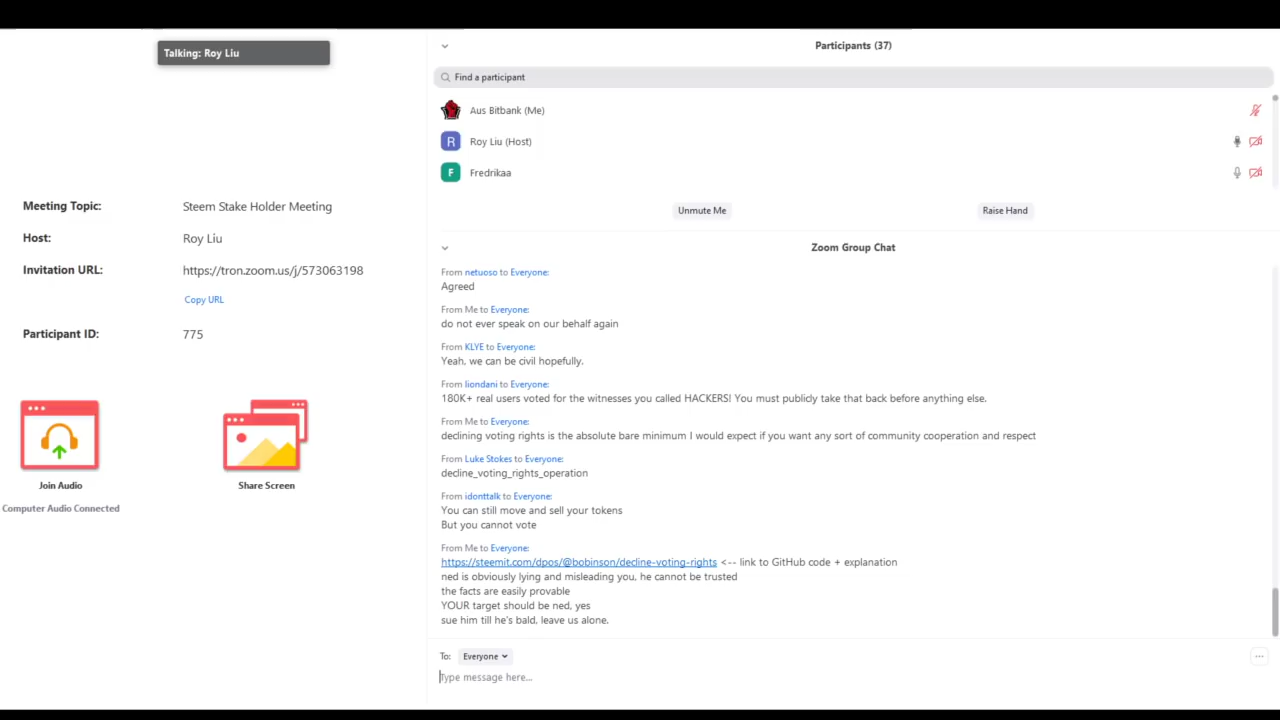 Talking: Roy Liu
Meeting Topic: Steem Stake Holder Meeting
Host: Roy Liu
Invitation URL: https://tron.zoom.us/j/573063198
Copy URL
Participant ID: 775
Join Audio
Computer Audio Connected
Share Screen
Participants (37)
Find a participant
Aus Bitbank (Me)
R Roy Liu (Host)
F Fredrikaa
Unmute Me
Raise Hand
Zoom Group Chat
From netuoso to Everyone:
Agreed
From Me to Everyone:
do not ever speak on our behalf again
From KLYE to Everyone:
Yeah, we can be civil hopefully.
From liondani to Everyone:
180K+ real users voted for the witnesses you called HACKERS! You must publicly take that back before anything else.
From Me to Everyone:
declining voting rights is the absolute bare minimum I would expect if you want any sort of community cooperation and respect
From Luke Stokes to Everyone:
decline_voting_rights_operation
From idonttalk to Everyone:
You can still move and sell your tokens
But you cannot vote
From Me to Everyone:
https://steemit.com/dpos/@bobinson/decline-voting-rights <-- link to GitHub code + explanation
ned is obviously lying and misleading you, he cannot be trusted
the facts are easily provable
YOUR target should be ned, yes
sue him till he's bald, leave us alone.
To: Everyone
Type message here...